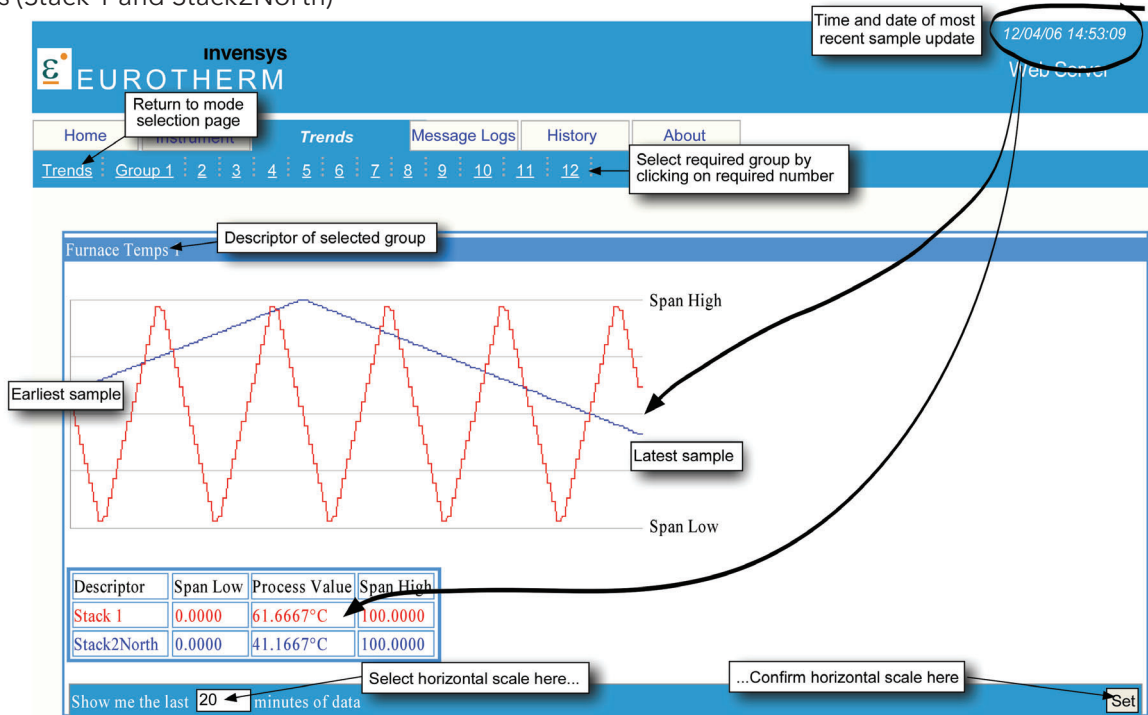 s (Stack 1 and Stack2North)
Time and date of most
recent sample update
12/04/06 14:53:09
Web Server
ε
invensys
EUROTHERM
Return to mode
selection page
Home
Instrument
Trends
Message Logs
History
About
Trends Group 1 2 3 4 5 6 7 8 9 10 11 12
Select required group by
clicking on required number
Furnace Temps 1
Descriptor of selected group
Span High
Earliest sample
Latest sample
Span Low
Descriptor Span Low Process Value Span High
Stack 1 0.0000 61.6667°C 100.0000
Stack2North 0.0000 41.1667°C 100.0000
Select horizontal scale here...
...Confirm horizontal scale here
Show me the last 20 minutes of data
Set